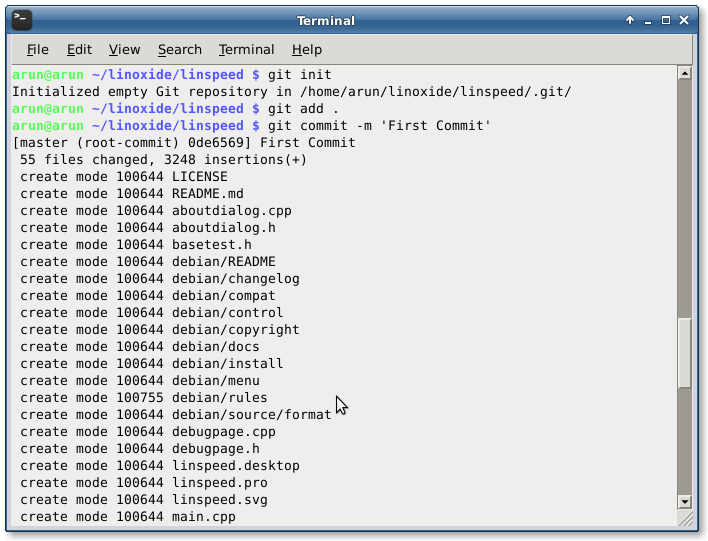 Terminal
File Edit View Search Terminal Help
arun@arun ~/linoxide/linspeed $ git init
Initialized empty Git repository in /home/arun/linoxide/linspeed/.git/
arun@arun ~/linoxide/linspeed $ git add .
arun@arun ~/linoxide/linspeed $ git commit -m 'First Commit'
[master (root-commit) 0de6569] First Commit
 55 files changed, 3248 insertions(+)
 create mode 100644 LICENSE
 create mode 100644 README.md
 create mode 100644 aboutdialog.cpp
 create mode 100644 aboutdialog.h
 create mode 100644 basetest.h
 create mode 100644 debian/README
 create mode 100644 debian/changelog
 create mode 100644 debian/compat
 create mode 100644 debian/control
 create mode 100644 debian/copyright
 create mode 100644 debian/docs
 create mode 100644 debian/install
 create mode 100644 debian/menu
 create mode 100755 debian/rules
 create mode 100644 debian/source/format
 create mode 100644 debugpage.cpp
 create mode 100644 debugpage.h
 create mode 100644 linspeed.desktop
 create mode 100644 linspeed.pro
 create mode 100644 linspeed.svg
 create mode 100644 main.cpp